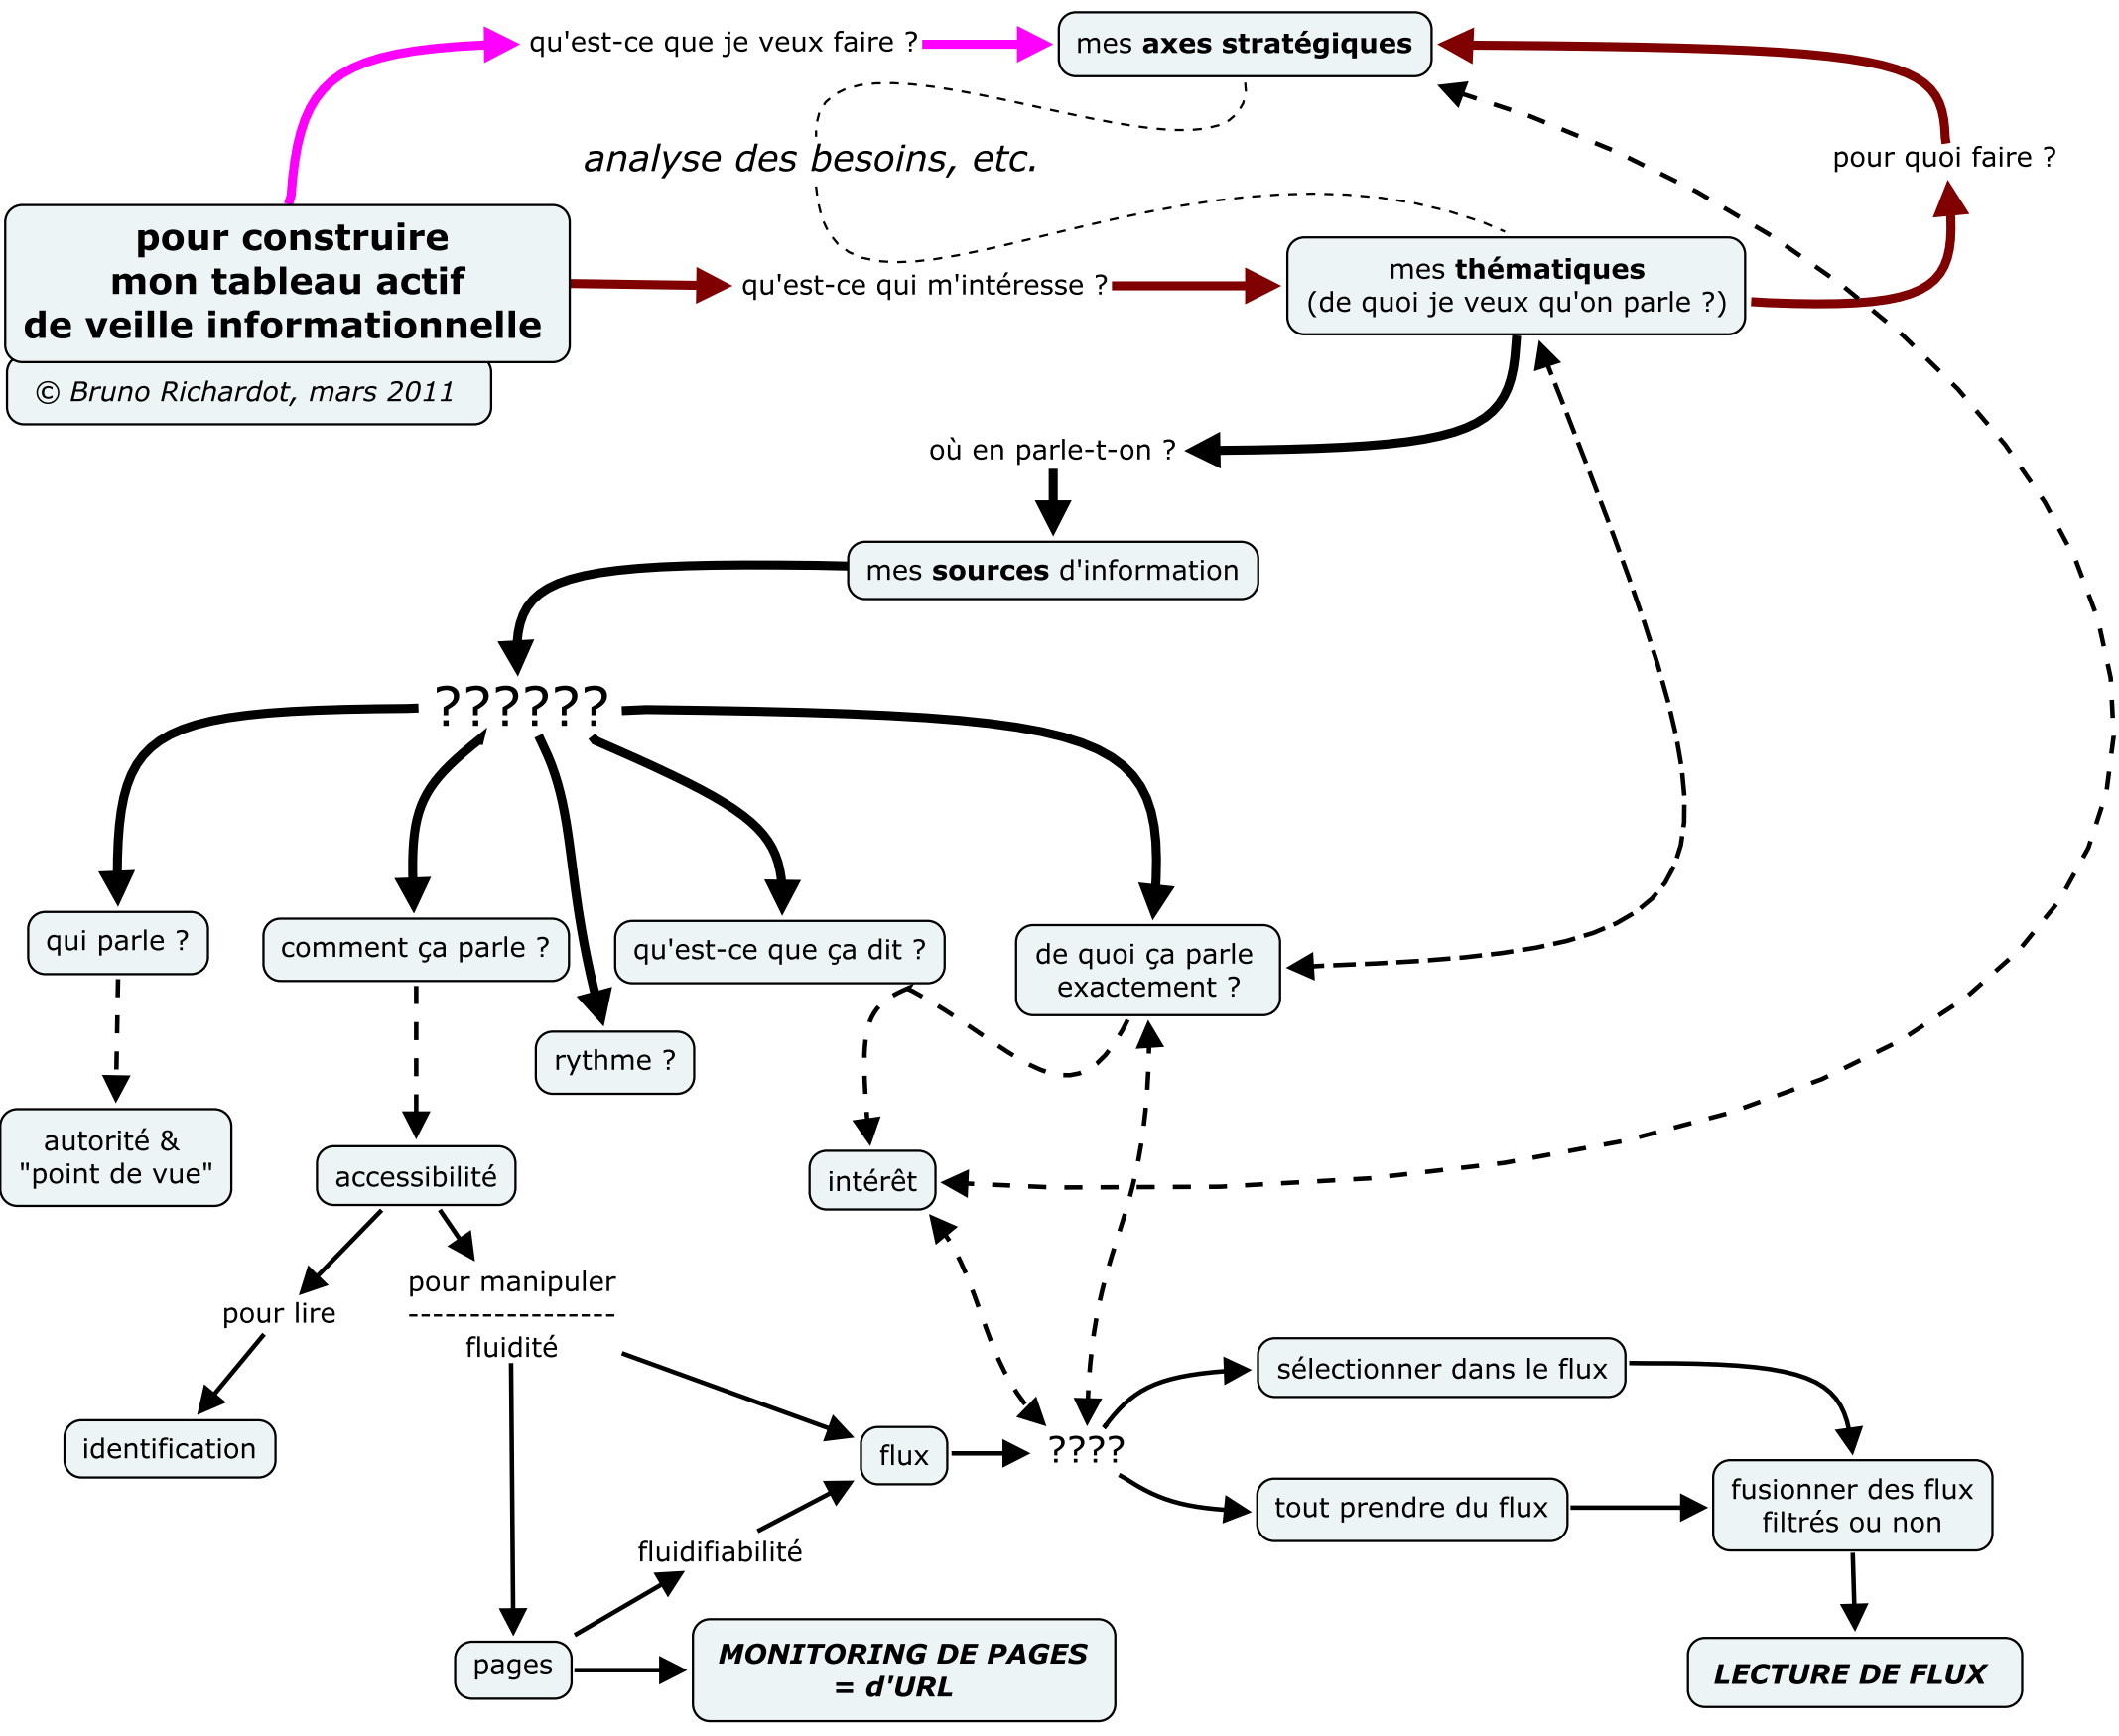 qu'est-ce que je veux faire ?
mes axes stratégiques
analyse des besoins, etc.
pour quoi faire ?
pour construire
mon tableau actif
de veille informationnelle
© Bruno Richardot, mars 2011
qu'est-ce qui m'intéresse ?
mes thématiques
(de quoi je veux qu'on parle ?)
où en parle-t-on ?
mes sources d'information
??????
qui parle ?
comment ça parle ?
qu'est-ce que ça dit ?
de quoi ça parle
exactement ?
rythme ?
autorité &
"point de vue"
accessibilité
intérêt
pour lire
pour manipuler
-----------------
fluidité
identification
flux
????
sélectionner dans le flux
tout prendre du flux
fusionner des flux
filtrés ou non
fluidifiabilité
pages
MONITORING DE PAGES
= d'URL
LECTURE DE FLUX